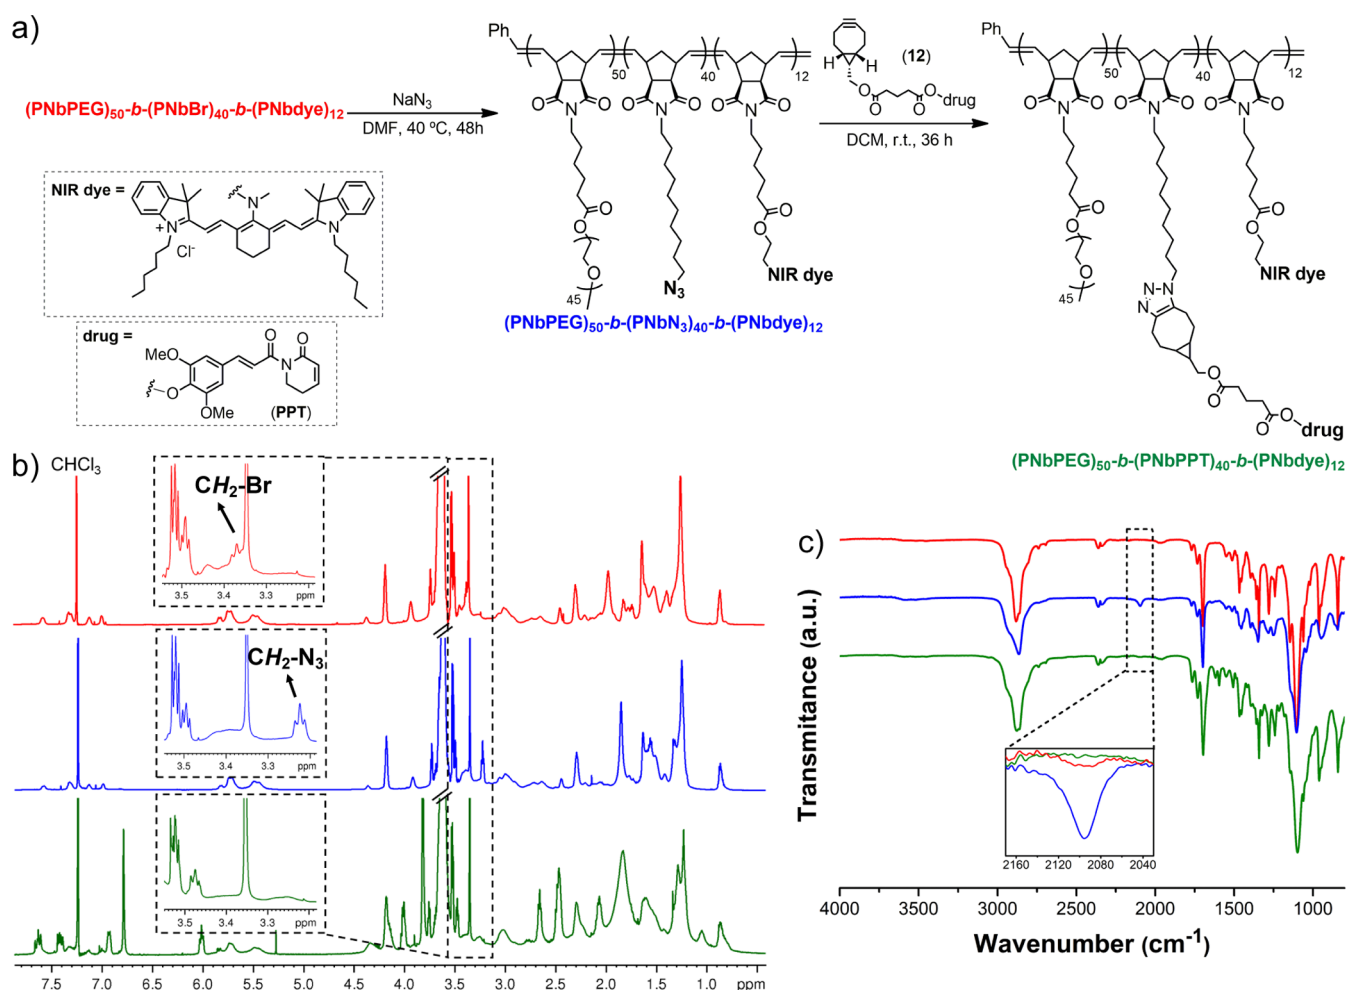 a)
(PNbPEG)50-b-(PNbBr)40-b-(PNbdye)12
NaN3
DMF, 40 ºC, 48h
Ph
50
40
12
O
N
O
O
N
O
O
N
O
O
O
O
45
N3
O
O
NIR dye
(PNbPEG)50-b-(PNbN3)40-b-(PNbdye)12
H
H
(12)
O
O
O
O
drug
DCM, r.t., 36 h
Ph
50
40
12
O
N
O
O
N
O
O
N
O
O
O
O
45
O
O
NIR dye
N
N
N
O
O
O
O
drug
(PNbPEG)50-b-(PNbPPT)40-b-(PNbdye)12
NIR dye =
N
N
+
Cl-
N
drug =
MeO
O
O
N
O
OMe
(PPT)
b)
CHCl3
CH2-Br
3.5
3.4
3.3
ppm
CH2-N3
3.5
3.4
3.3
ppm
3.5
3.4
3.3
ppm
7.5
7.0
6.5
6.0
5.5
5.0
4.5
4.0
3.5
3.0
2.5
2.0
1.5
1.0
ppm
c)
Transmitance (a.u.)
2160
2120
2080
2040
4000
3500
3000
2500
2000
1500
1000
Wavenumber (cm-1)